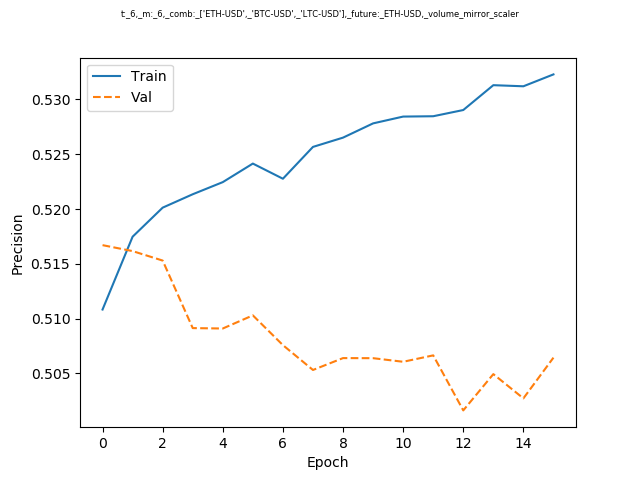 t:_6,_m:_6,_comb:_['ETH-USD',_'BTC-USD',_'LTC-USD'],_future:_ETH-USD,_volume_mirror_scaler
Train
Val
0.530
0.525
0.520
0.515
0.510
0.505
Precision
0 2 4 6 8 10 12 14
Epoch